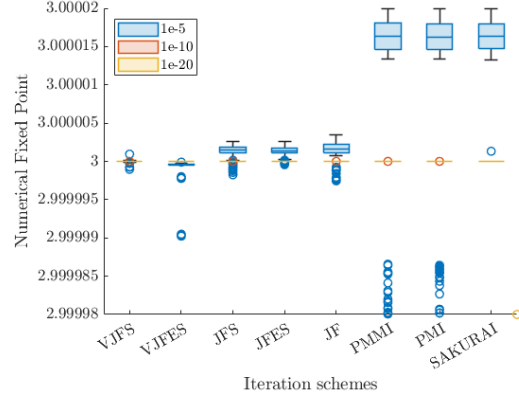 3.00002
3.000015
3.00001
3.000005
3
2.999995
2.99999
2.999985
2.99998
Numerical Fixed Point
1e-5
1e-10
1e-20
VJFS
VJFES
JFS
JFES
JF
PMMI
PMI
SAKURAI
Iteration schemes